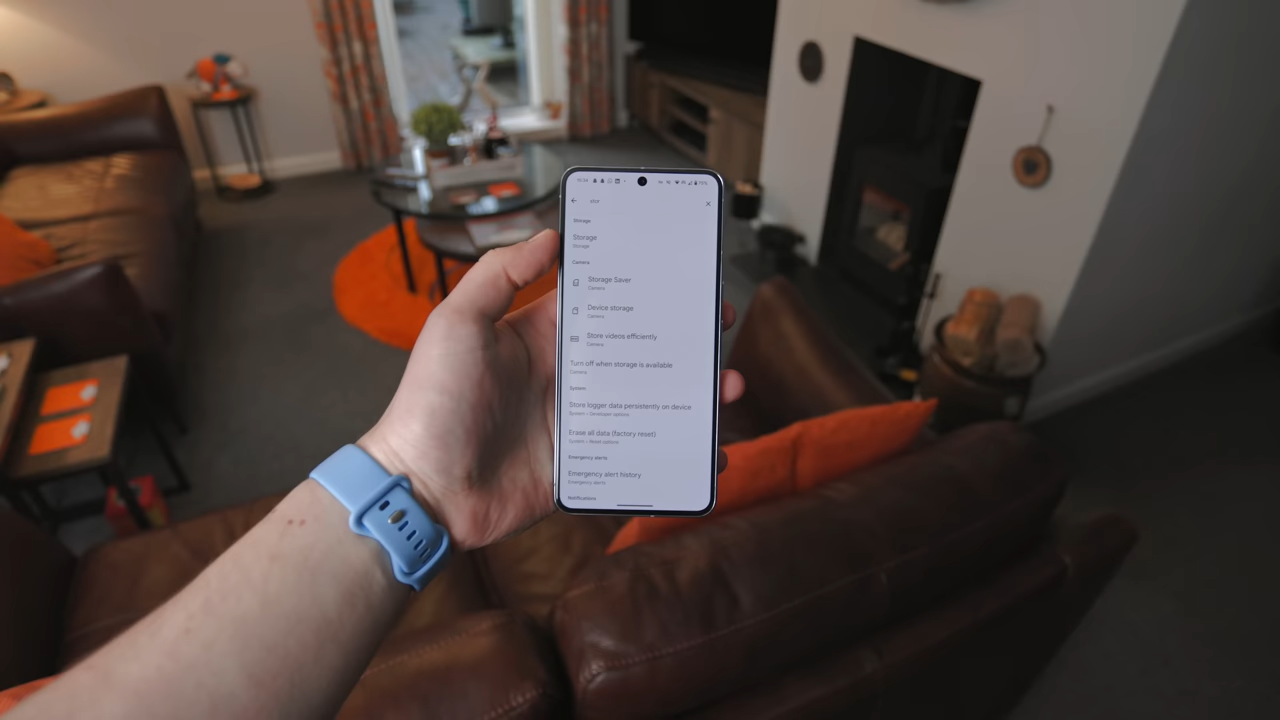 stor
Storage
Storage
Storage
Camera
Storage Saver
Camera
Device storage
Camera
Store videos efficiently
Camera
Turn off when storage is available
Camera
System
Store logger data persistently on device
System > Developer options
Erase all data (factory reset)
System > Reset options
Emergency alerts
Emergency alert history
Emergency alerts
Notifications